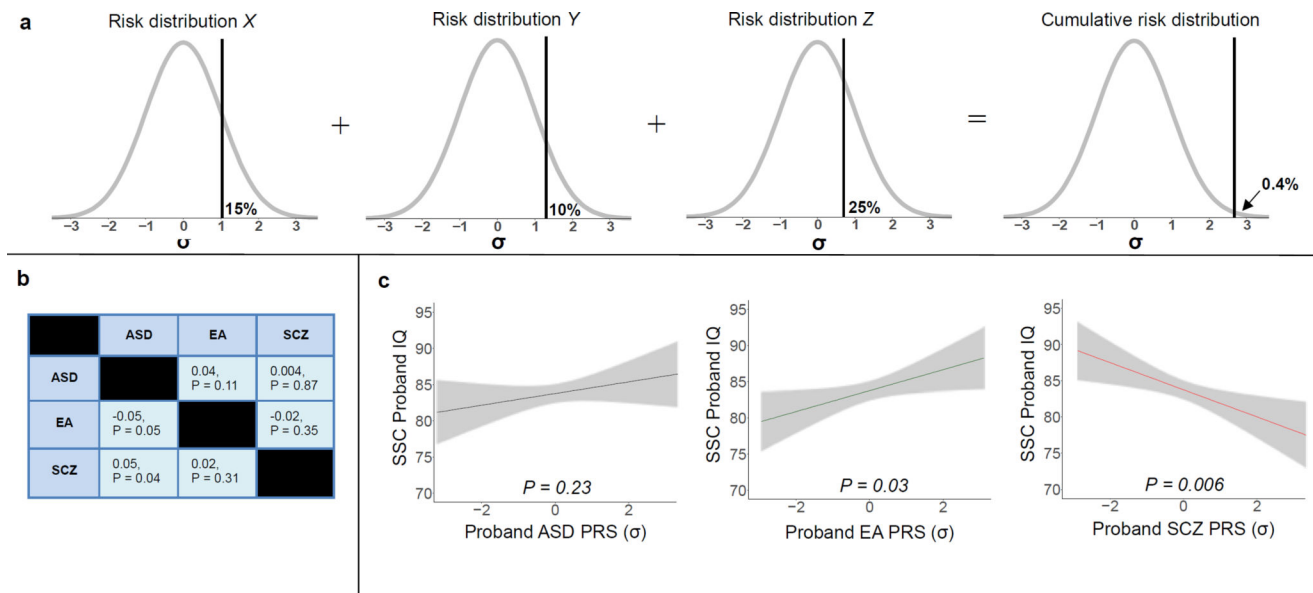 a
Risk distribution X
Risk distribution Y
Risk distribution Z
Cumulative risk distribution
+
+
=
15%
10%
25%
0.4%
−3 −2 −1 0 1 2 3
−3 −2 −1 0 1 2 3
−3 −2 −1 0 1 2 3
−3 −2 −1 0 1 2 3
σ
σ
σ
σ
b
ASD EA SCZ
ASD
0.04,
P = 0.11
0.004,
P = 0.87
EA
-0.05,
P = 0.05
-0.02,
P = 0.35
SCZ
0.05,
P = 0.04
0.02,
P = 0.31
c
SSC Proband IQ
95
90
85
80
75
70
P = 0.23
−2 0 2
Proband ASD PRS (σ)
SSC Proband IQ
95
90
85
80
75
70
P = 0.03
−2 0 2
Proband EA PRS (σ)
SSC Proband IQ
95
90
85
80
75
70
P = 0.006
−2 0 2
Proband SCZ PRS (σ)